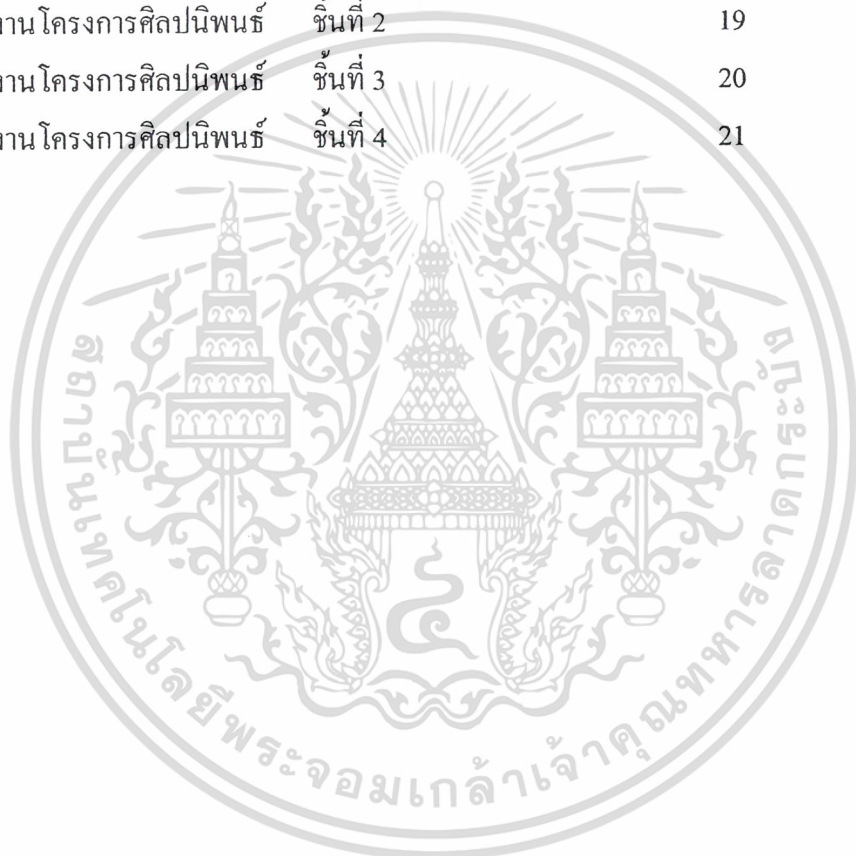 งานโครงการศิลปนิพนธ์ ชิ้นที่ 2 19
งานโครงการศิลปนิพนธ์ ชิ้นที่ 3 20
งานโครงการศิลปนิพนธ์ ชิ้นที่ 4 21
สถาบันเทคโนโลยีพระจอมเกล้าเจ้าคุณทหารลาดกระบัง